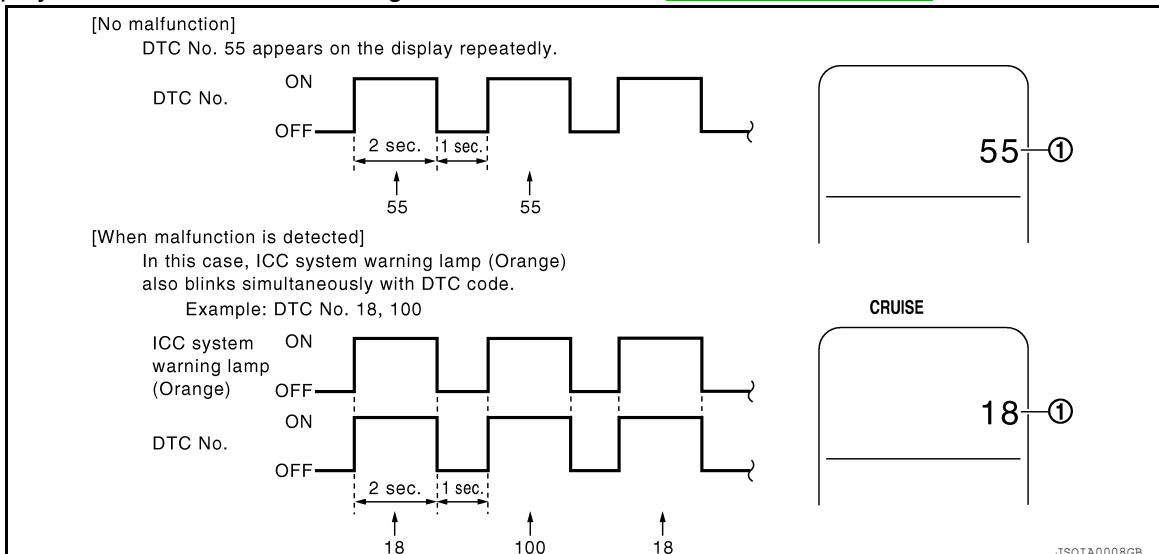 [No malfunction]
DTC No. 55 appears on the display repeatedly.
DTC No.
ON
OFF
2 sec.
1 sec.
55
55
55
①
[When malfunction is detected]
In this case, ICC system warning lamp (Orange)
also blinks simultaneously with DTC code.
Example: DTC No. 18, 100
ICC system
warning lamp
(Orange)
ON
OFF
DTC No.
ON
OFF
2 sec.
1 sec.
18
100
18
CRUISE
18
①
JSOIA0008GB